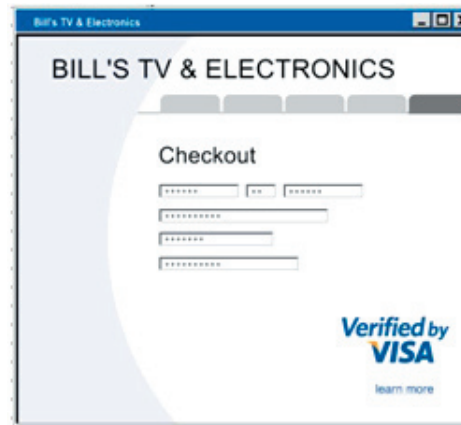 Bill's TV & Electronics
BILL'S TV & ELECTRONICS
Checkout
****** ** ******
**********
*******
**********
Verified by
VISA
learn more